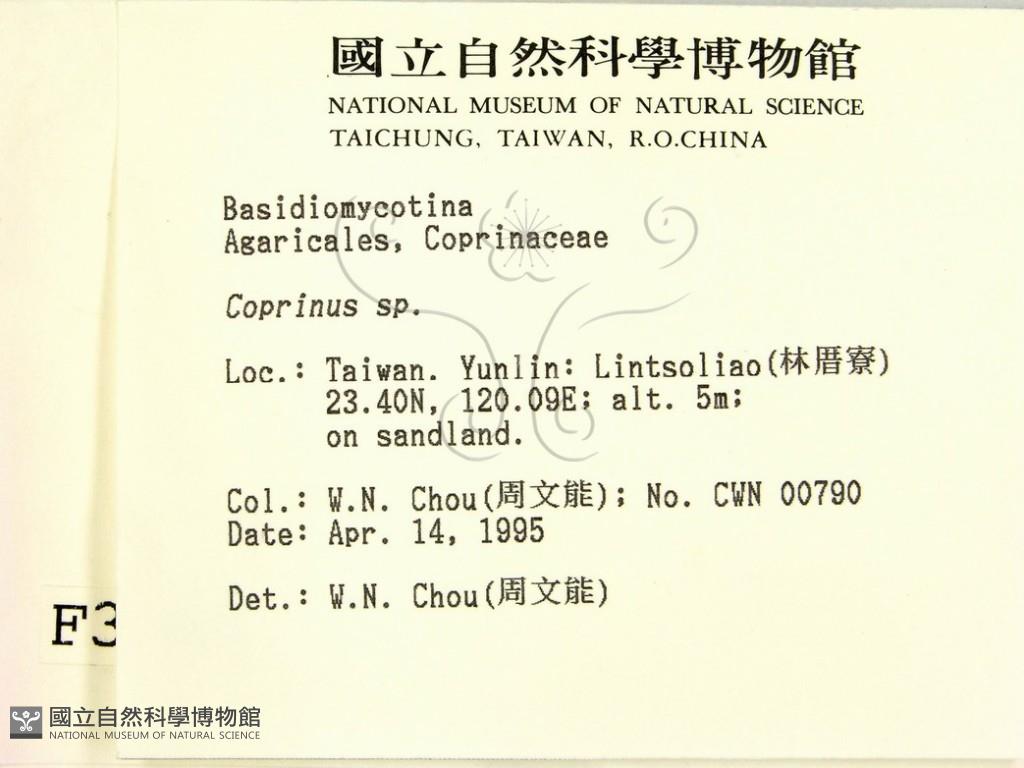 國立自然科學博物館
NATIONAL MUSEUM OF NATURAL SCIENCE
TAICHUNG, TAIWAN, R.O.CHINA
Basidiomycotina
Agaricales, Coprinaceae
Coprinus sp.
Loc.: Taiwan. Yunlin: Lintsoliao(林厝寮)
23.40N, 120.09E; alt. 5m;
on sandland.
Col.: W.N. Chou(周文能); No. CWN 00790
Date: Apr. 14, 1995
Det.: W.N. Chou(周文能)
F3
國立自然科學博物館
NATIONAL MUSEUM OF NATURAL SCIENCE